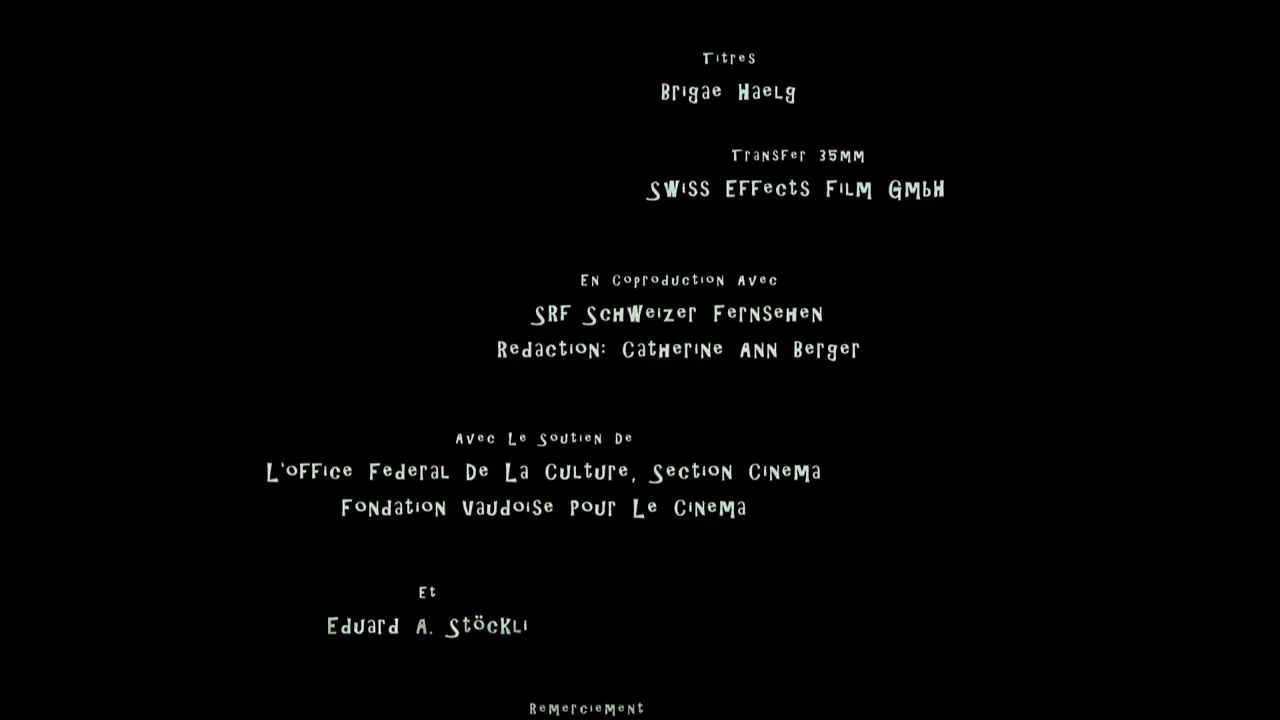 Titres
Brigae Haelg
Transfer 35mm
Swiss Effects Film GmbH
En Coproduction Avec
SRF Schweizer Fernsehen
Redaction: Catherine Ann Berger
Avec Le Soutien De
L'office Federal De La Culture, Section Cinema
Fondation Vaudoise Pour Le Cinema
Et
Eduard A. Stöckli
Remerciement